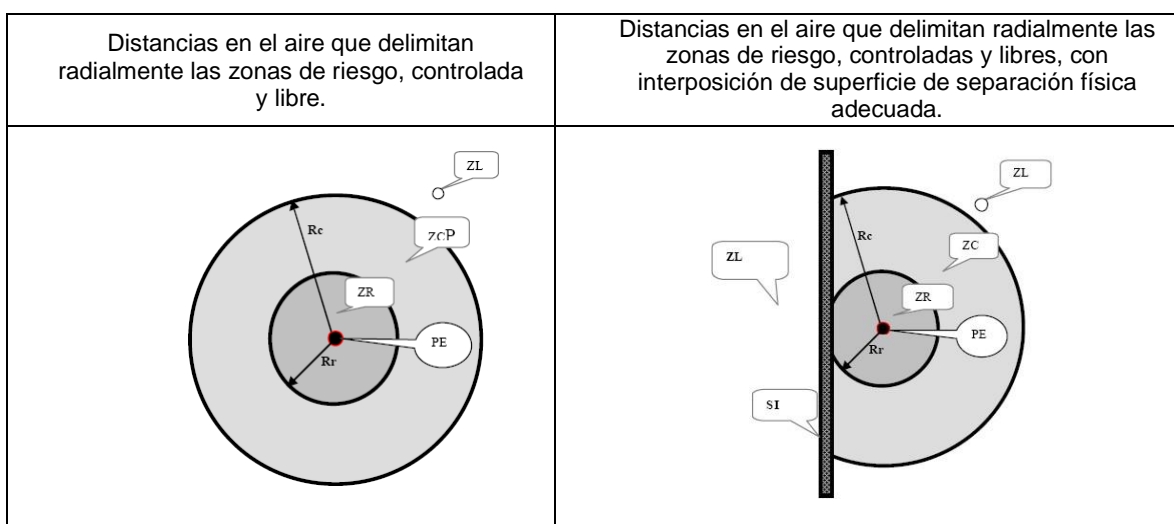 Distancias en el aire que delimitan
radialmente las zonas de riesgo, controlada
y libre.
Distancias en el aire que delimitan radialmente las
zonas de riesgo, controladas y libres, con
interposición de superficie de separación física
adecuada.
ZL
Rc
ZCP
ZR
PE
Rr
ZL
Rc
ZC
ZL
ZR
PE
Rr
SI